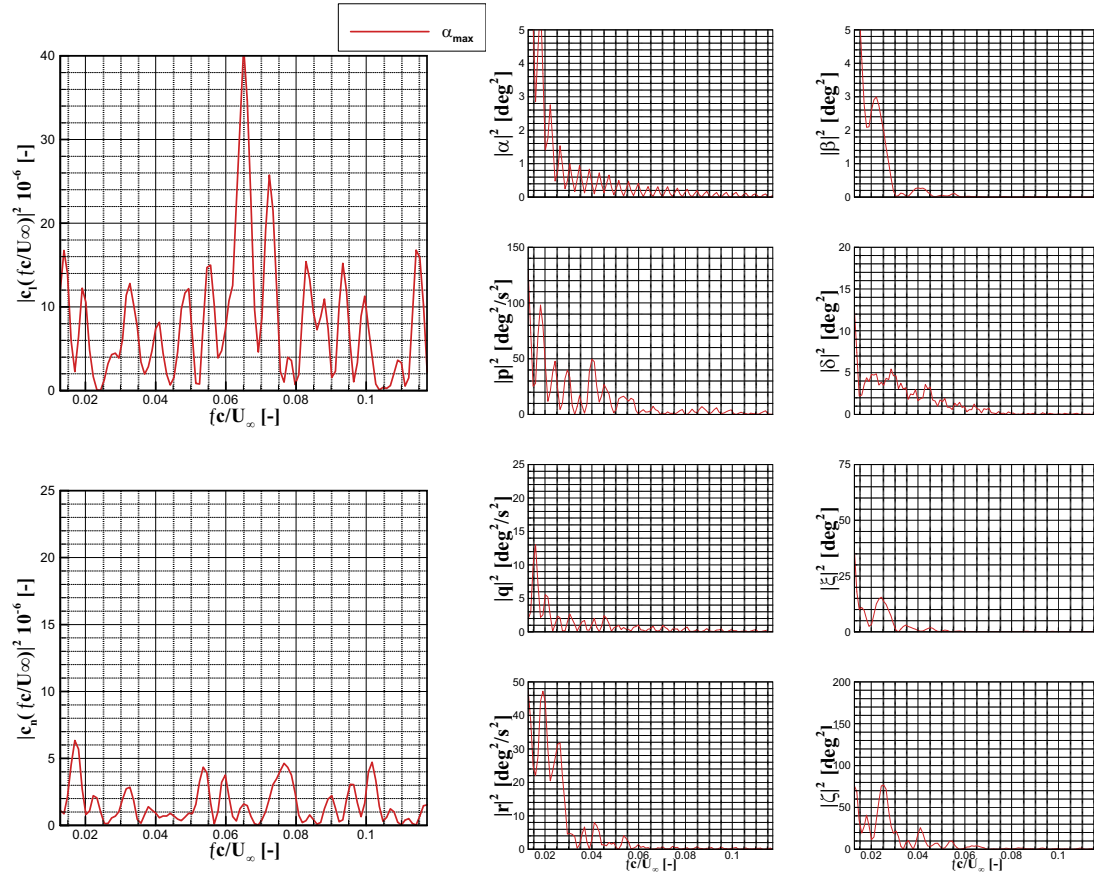 α_max
40
30
20
10
0
|c_l(fc/U∞)|² 10⁻⁶ [-]
0.02 0.04 0.06 0.08 0.1
fc/U_∞ [-]
25
20
15
10
5
0
|c_n(fc/U∞)|² 10⁻⁶ [-]
0.02 0.04 0.06 0.08 0.1
fc/U_∞ [-]
5
4
3
2
1
0
|α|² [deg²]
5
4
3
2
1
0
|β|² [deg²]
150
100
50
0
|p|² [deg²/s²]
20
15
10
5
0
|δ|² [deg²]
25
20
15
10
5
0
|q|² [deg²/s²]
75
50
25
0
|ξ|² [deg²]
50
40
30
20
10
0
|r|² [deg²/s²]
0.02 0.04 0.06 0.08 0.1
fc/U_∞ [-]
200
150
100
50
0
|ζ|² [deg²]
0.02 0.04 0.06 0.08 0.1
fc/U_∞ [-]